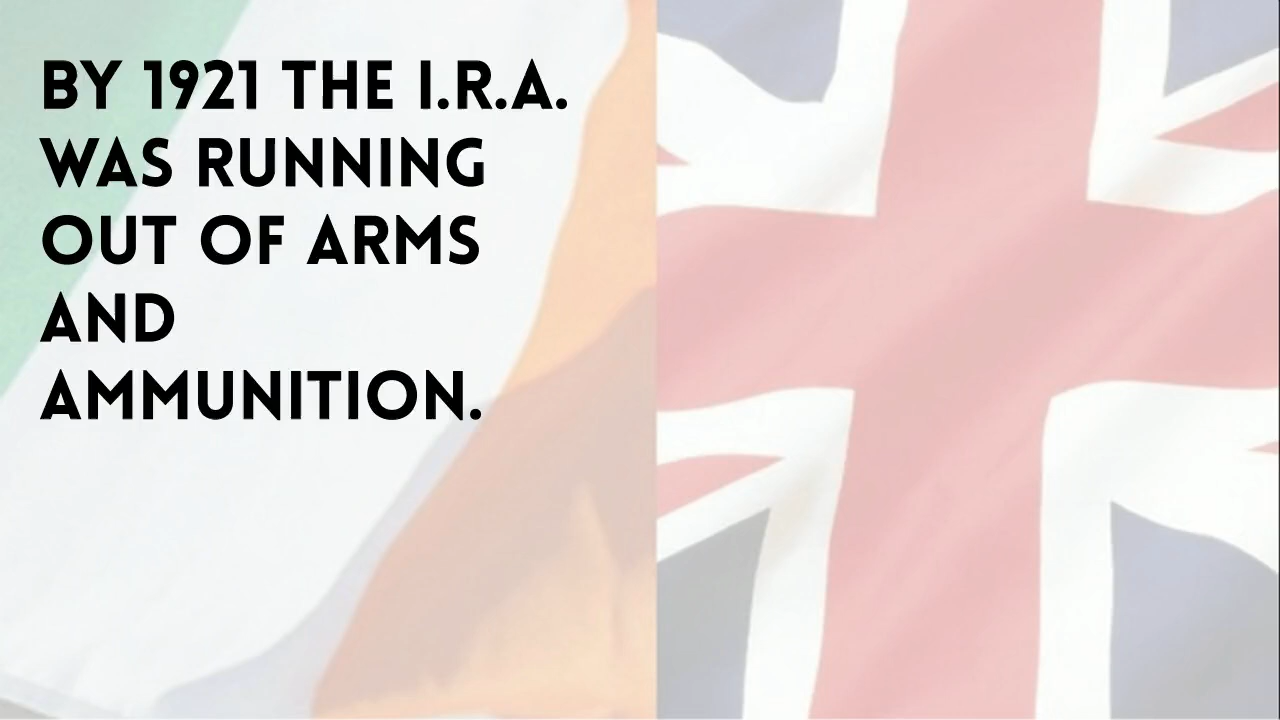 BY 1921 THE I.R.A.
WAS RUNNING
OUT OF ARMS
AND
AMMUNITION.